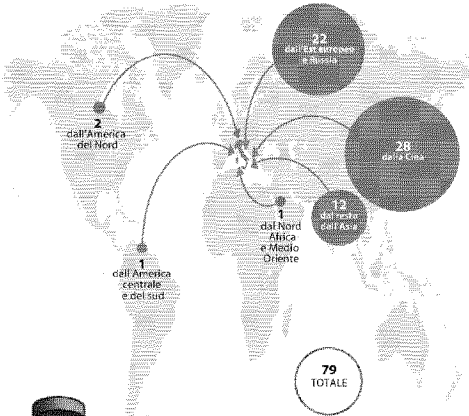 22
dall'Est europeo
e Russia
2
dall'America
del Nord
28
dalla Cina
12
dal resto
dell'Asia
1
dal Nord
Africa
e Medio
Oriente
1
dall'America
centrale
e del sud
79
TOTALE